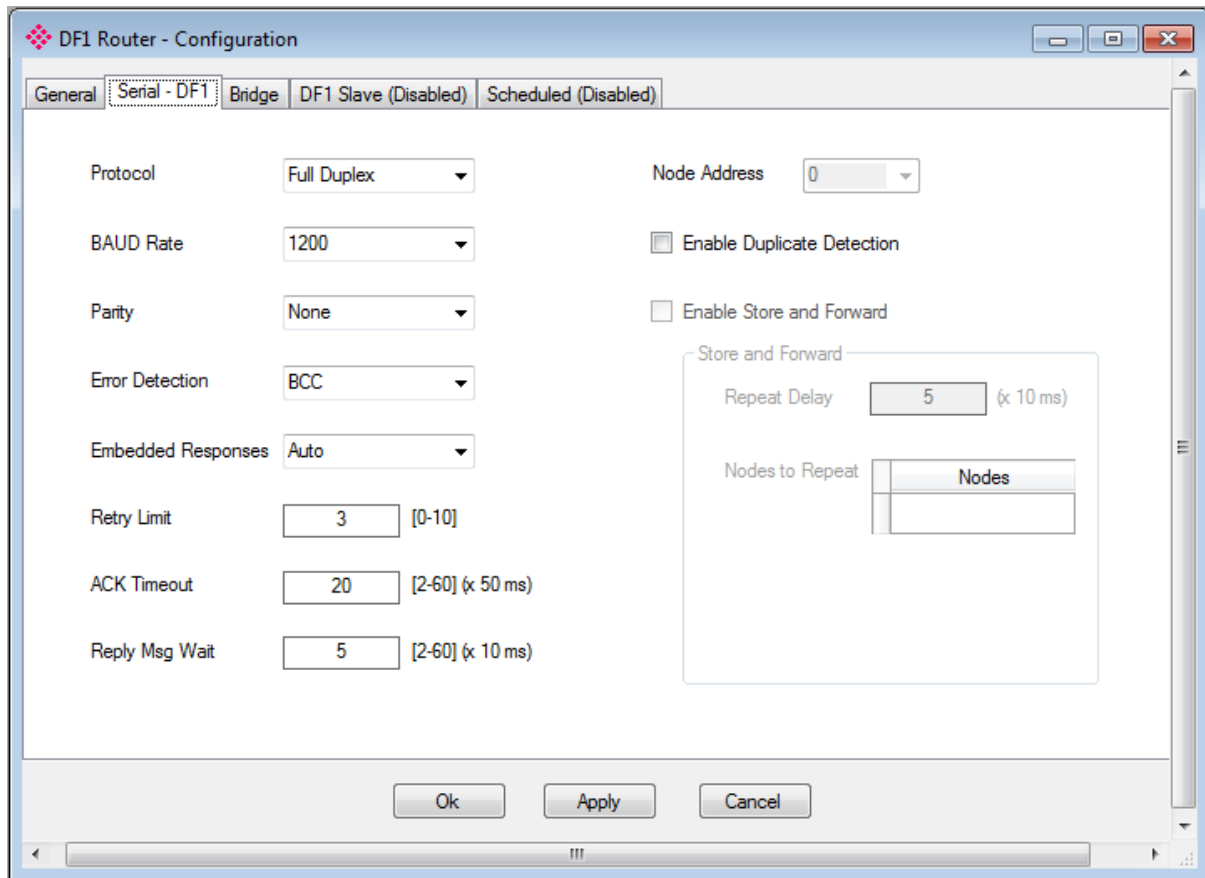 DF1 Router - Configuration
General Serial - DF1 Bridge DF1 Slave (Disabled) Scheduled (Disabled)
Protocol Full Duplex Node Address 0
BAUD Rate 1200 Enable Duplicate Detection
Parity None Enable Store and Forward
Store and Forward
Error Detection BCC Repeat Delay 5 (x 10 ms)
Embedded Responses Auto Nodes to Repeat Nodes
Retry Limit 3 [0-10]
ACK Timeout 20 [2-60] (x 50 ms)
Reply Msg Wait 5 [2-60] (x 10 ms)
Ok Apply Cancel